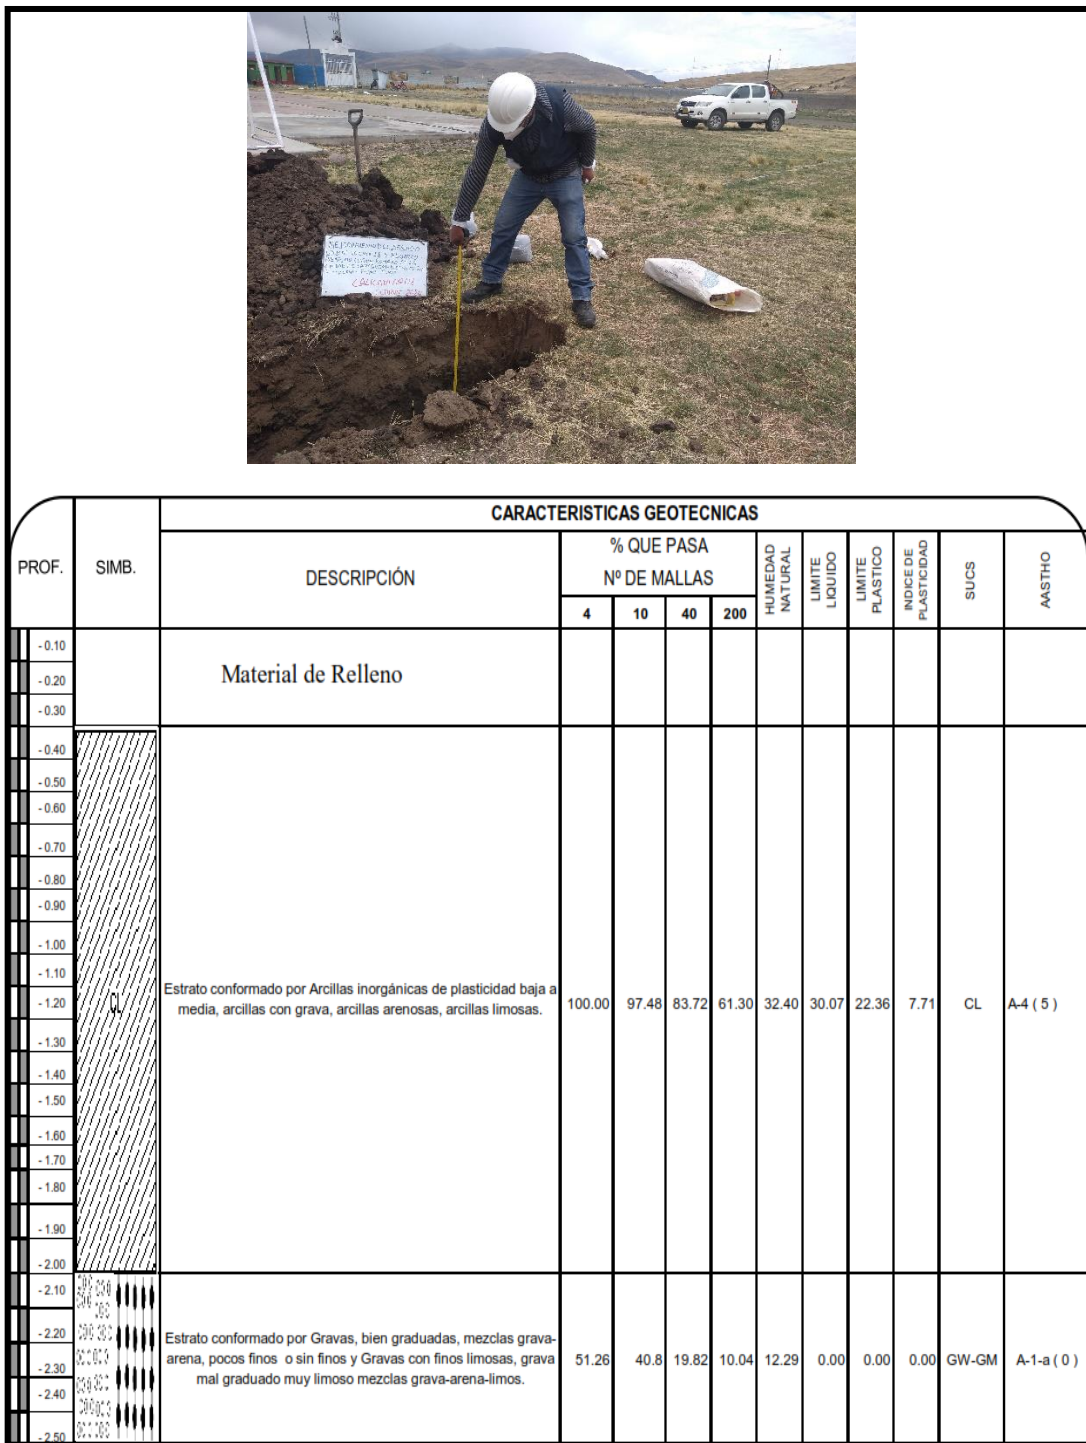 CARACTERISTICAS GEOTECNICAS
PROF.
SIMB.
DESCRIPCIÓN
% QUE PASA
Nº DE MALLAS
4 10 40 200
HUMEDAD
NATURAL
LIMITE
LIQUIDO
LIMITE
PLASTICO
INDICE DE
PLASTICIDAD
SUCS
AASTHO
- 0.10
- 0.20
- 0.30
Material de Relleno
- 0.40
- 0.50
- 0.60
- 0.70
- 0.80
- 0.90
- 1.00
- 1.10
- 1.20
- 1.30
- 1.40
- 1.50
- 1.60
- 1.70
- 1.80
- 1.90
- 2.00
CL
Estrato conformado por Arcillas inorgánicas de plasticidad baja a
media, arcillas con grava, arcillas arenosas, arcillas limosas.
100.00 97.48 83.72 61.30 32.40 30.07 22.36 7.71 CL A-4 ( 5 )
- 2.10
- 2.20
- 2.30
- 2.40
- 2.50
Estrato conformado por Gravas, bien graduadas, mezclas grava-
arena, pocos finos o sin finos y Gravas con finos limosas, grava
mal graduado muy limoso mezclas grava-arena-limos.
51.26 40.8 19.82 10.04 12.29 0.00 0.00 0.00 GW-GM A-1-a ( 0 )